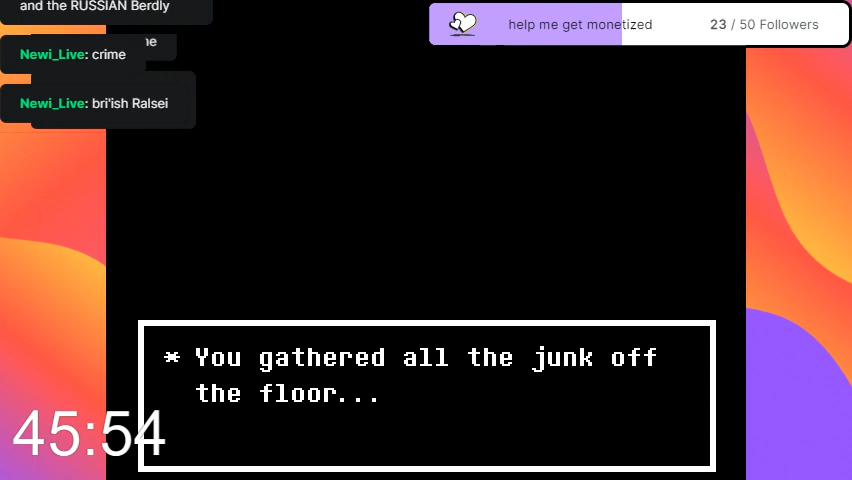 and the RUSSIAN Berdly
help me get monetized 23 / 50 Followers
Newi_Live: crime
Newi_Live: bri'ish Ralsei
* You gathered all the junk off
the floor...
45:54